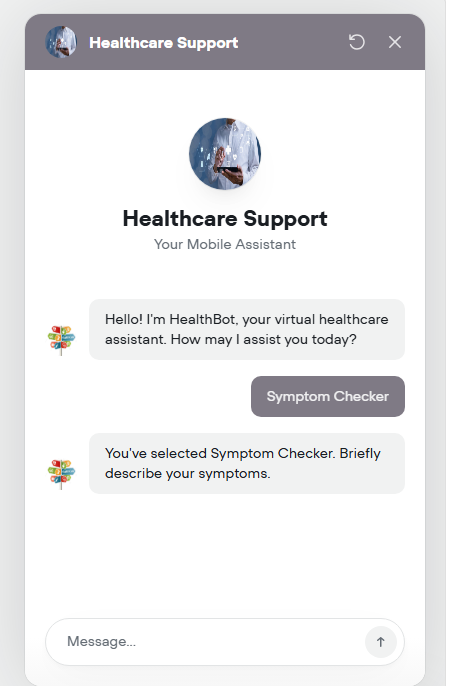 Healthcare Support
Healthcare Support
Your Mobile Assistant
Hello! I'm HealthBot, your virtual healthcare
assistant. How may I assist you today?
Symptom Checker
You've selected Symptom Checker. Briefly
describe your symptoms.
Message...